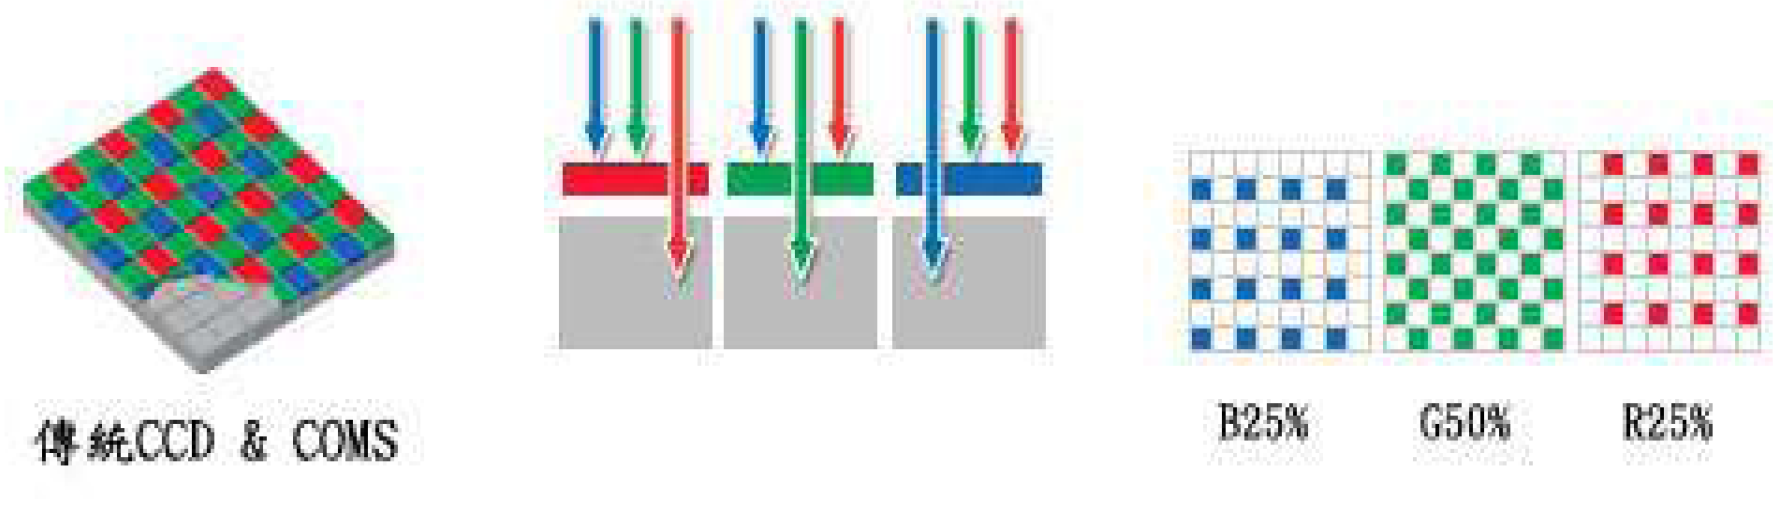 傳統CCD & COMS
B25%
G50%
R25%